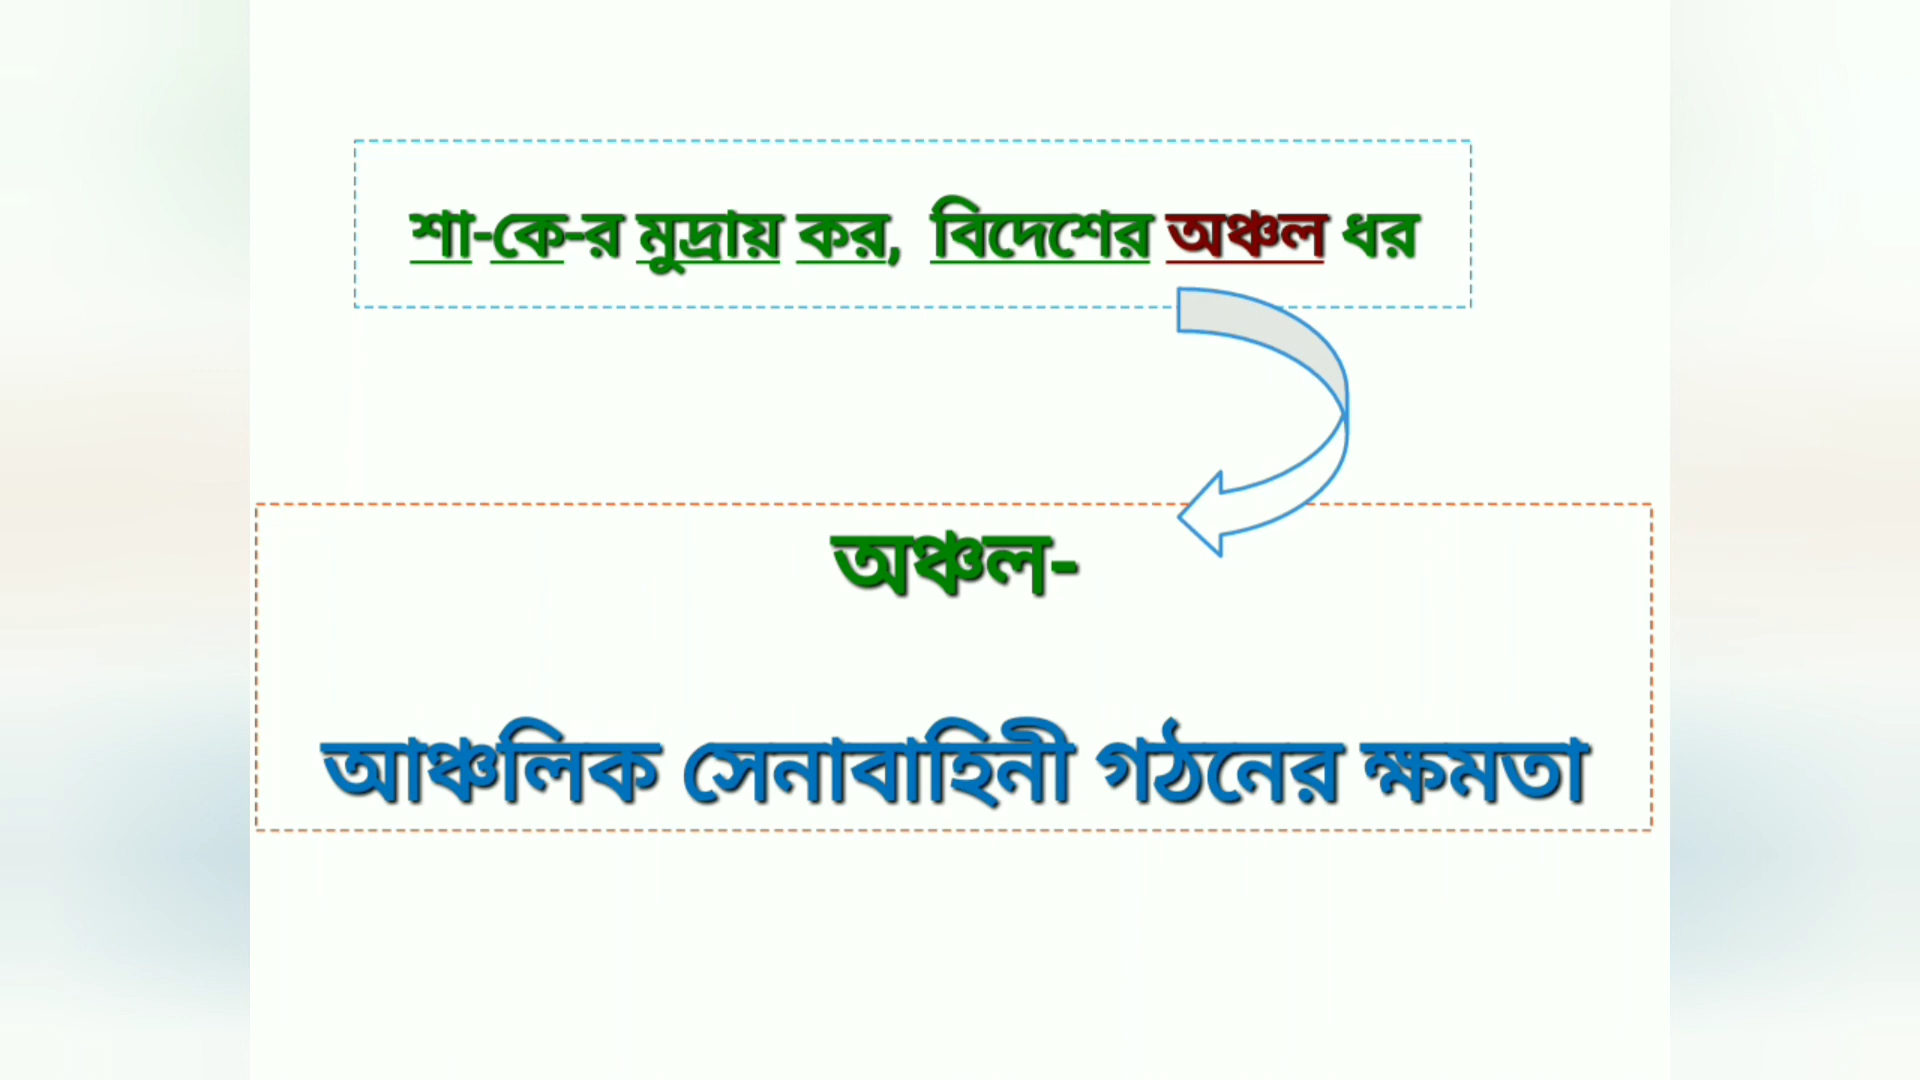 শা-কে-র মুদ্রায় কর, বিদেশের অঞ্চল ধর
অঞ্চল-
আঞ্চলিক সেনাবাহিনী গঠনের ক্ষমতা